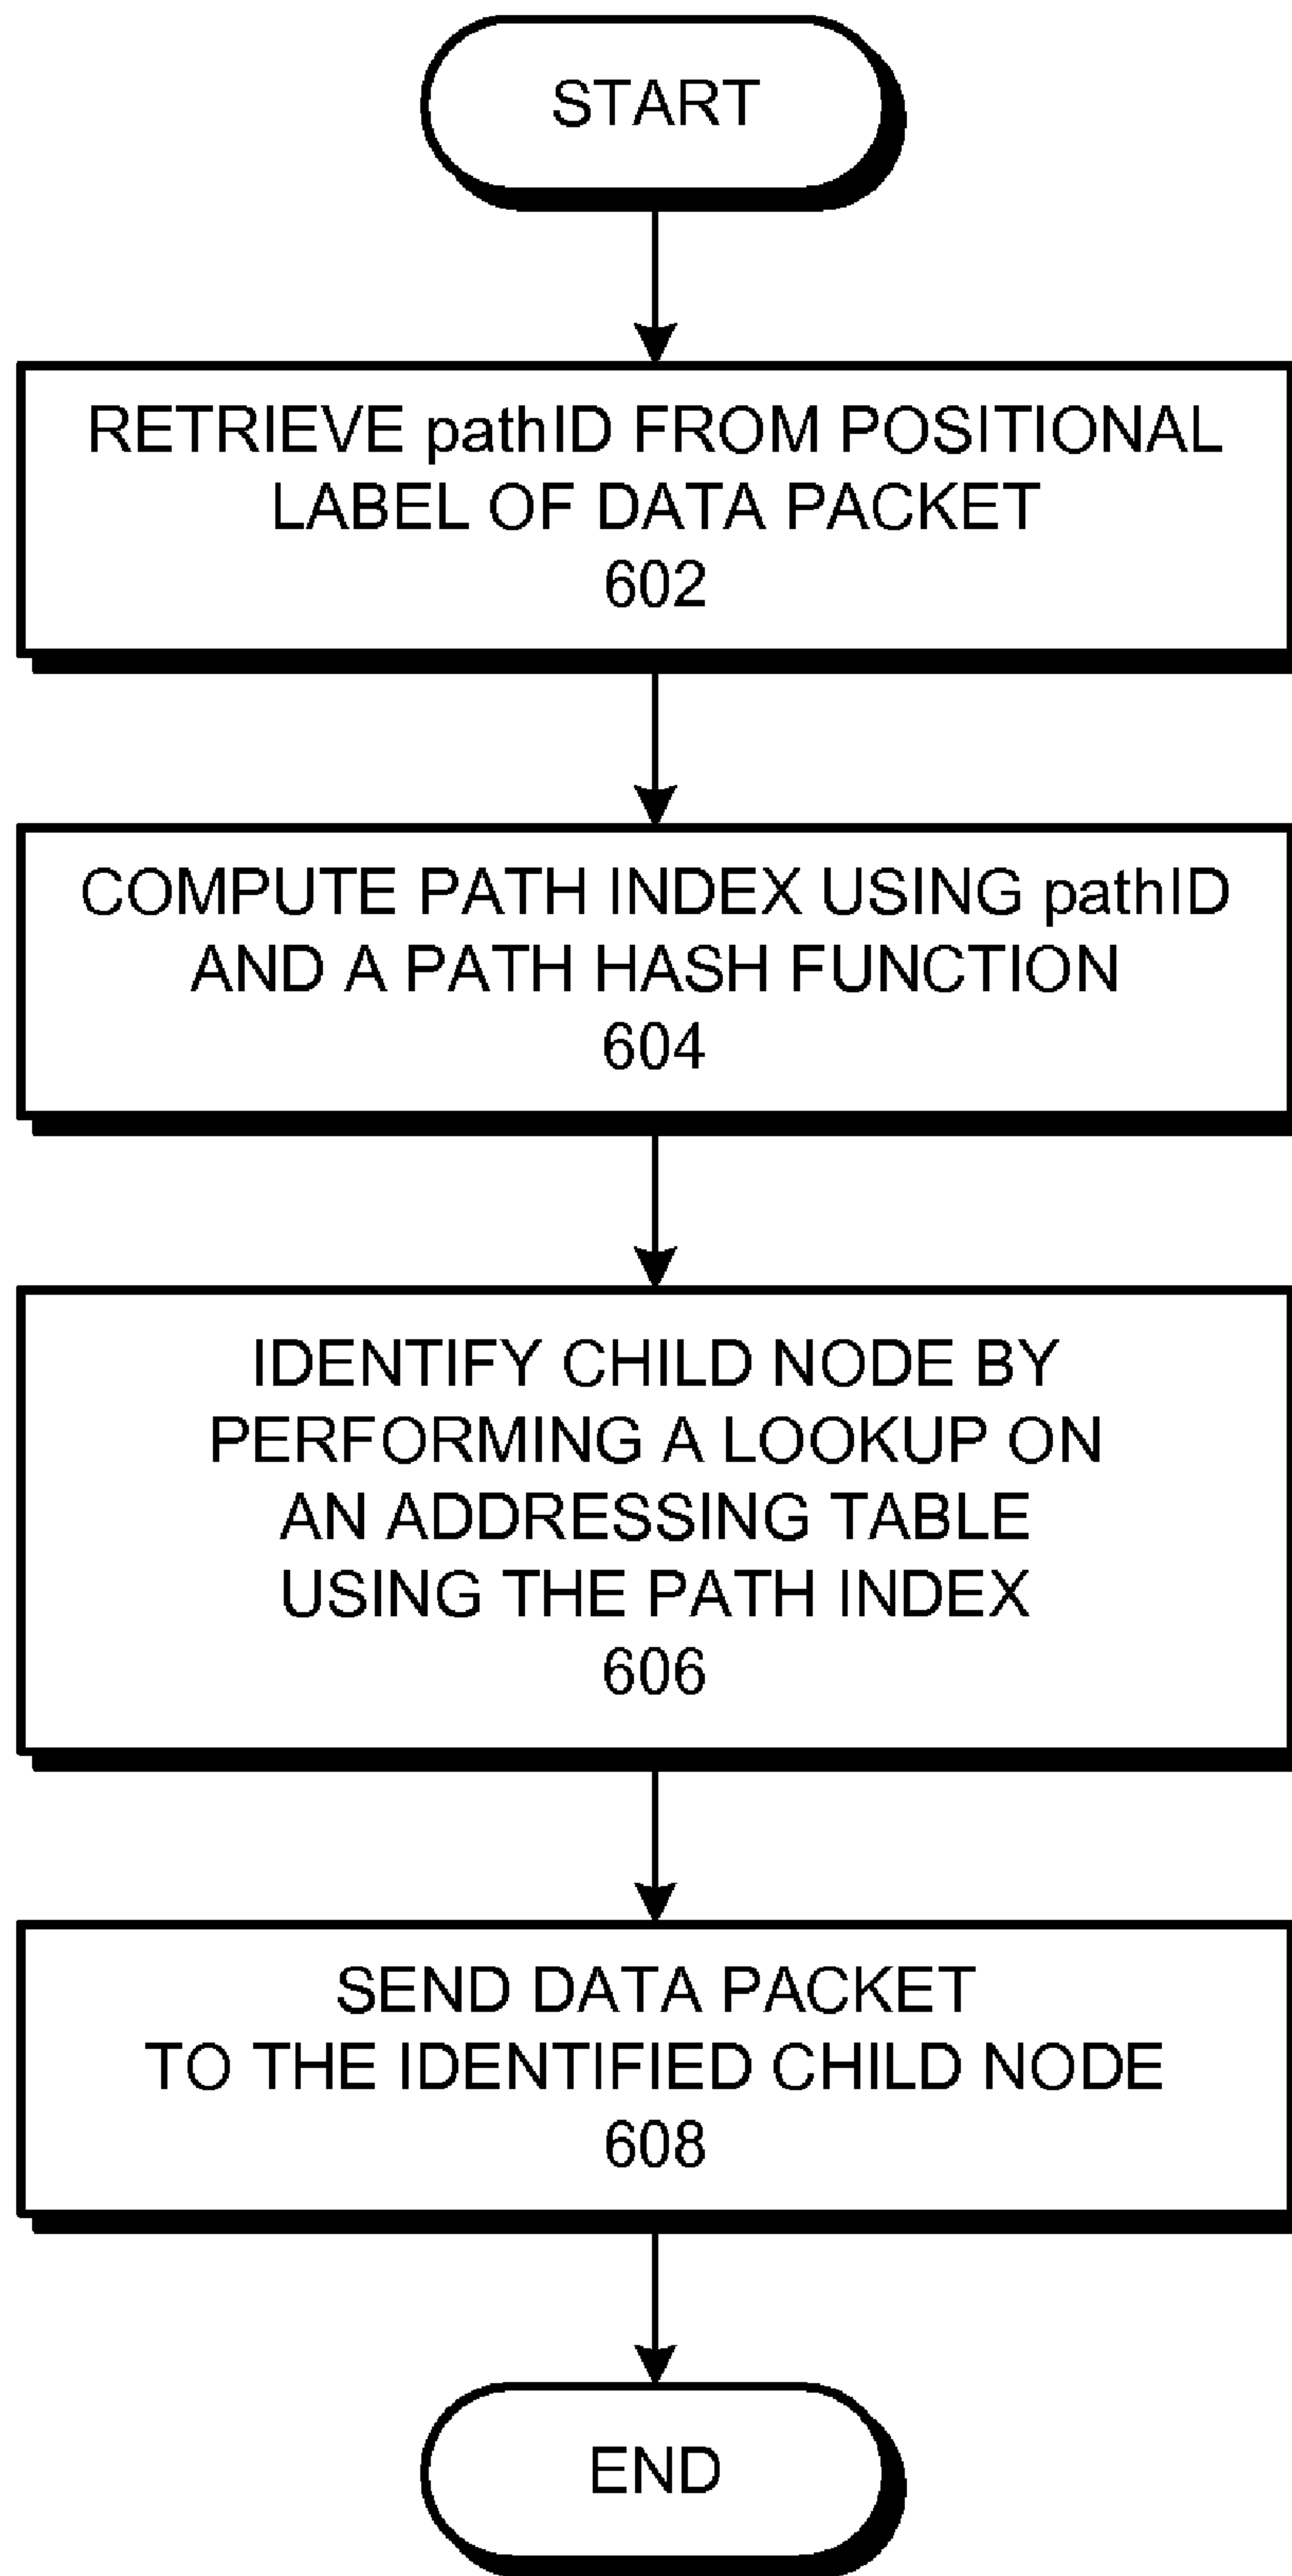 START
RETRIEVE pathID FROM POSITIONAL
LABEL OF DATA PACKET
602
COMPUTE PATH INDEX USING pathID
AND A PATH HASH FUNCTION
604
IDENTIFY CHILD NODE BY
PERFORMING A LOOKUP ON
AN ADDRESSING TABLE
USING THE PATH INDEX
606
SEND DATA PACKET
TO THE IDENTIFIED CHILD NODE
608
END